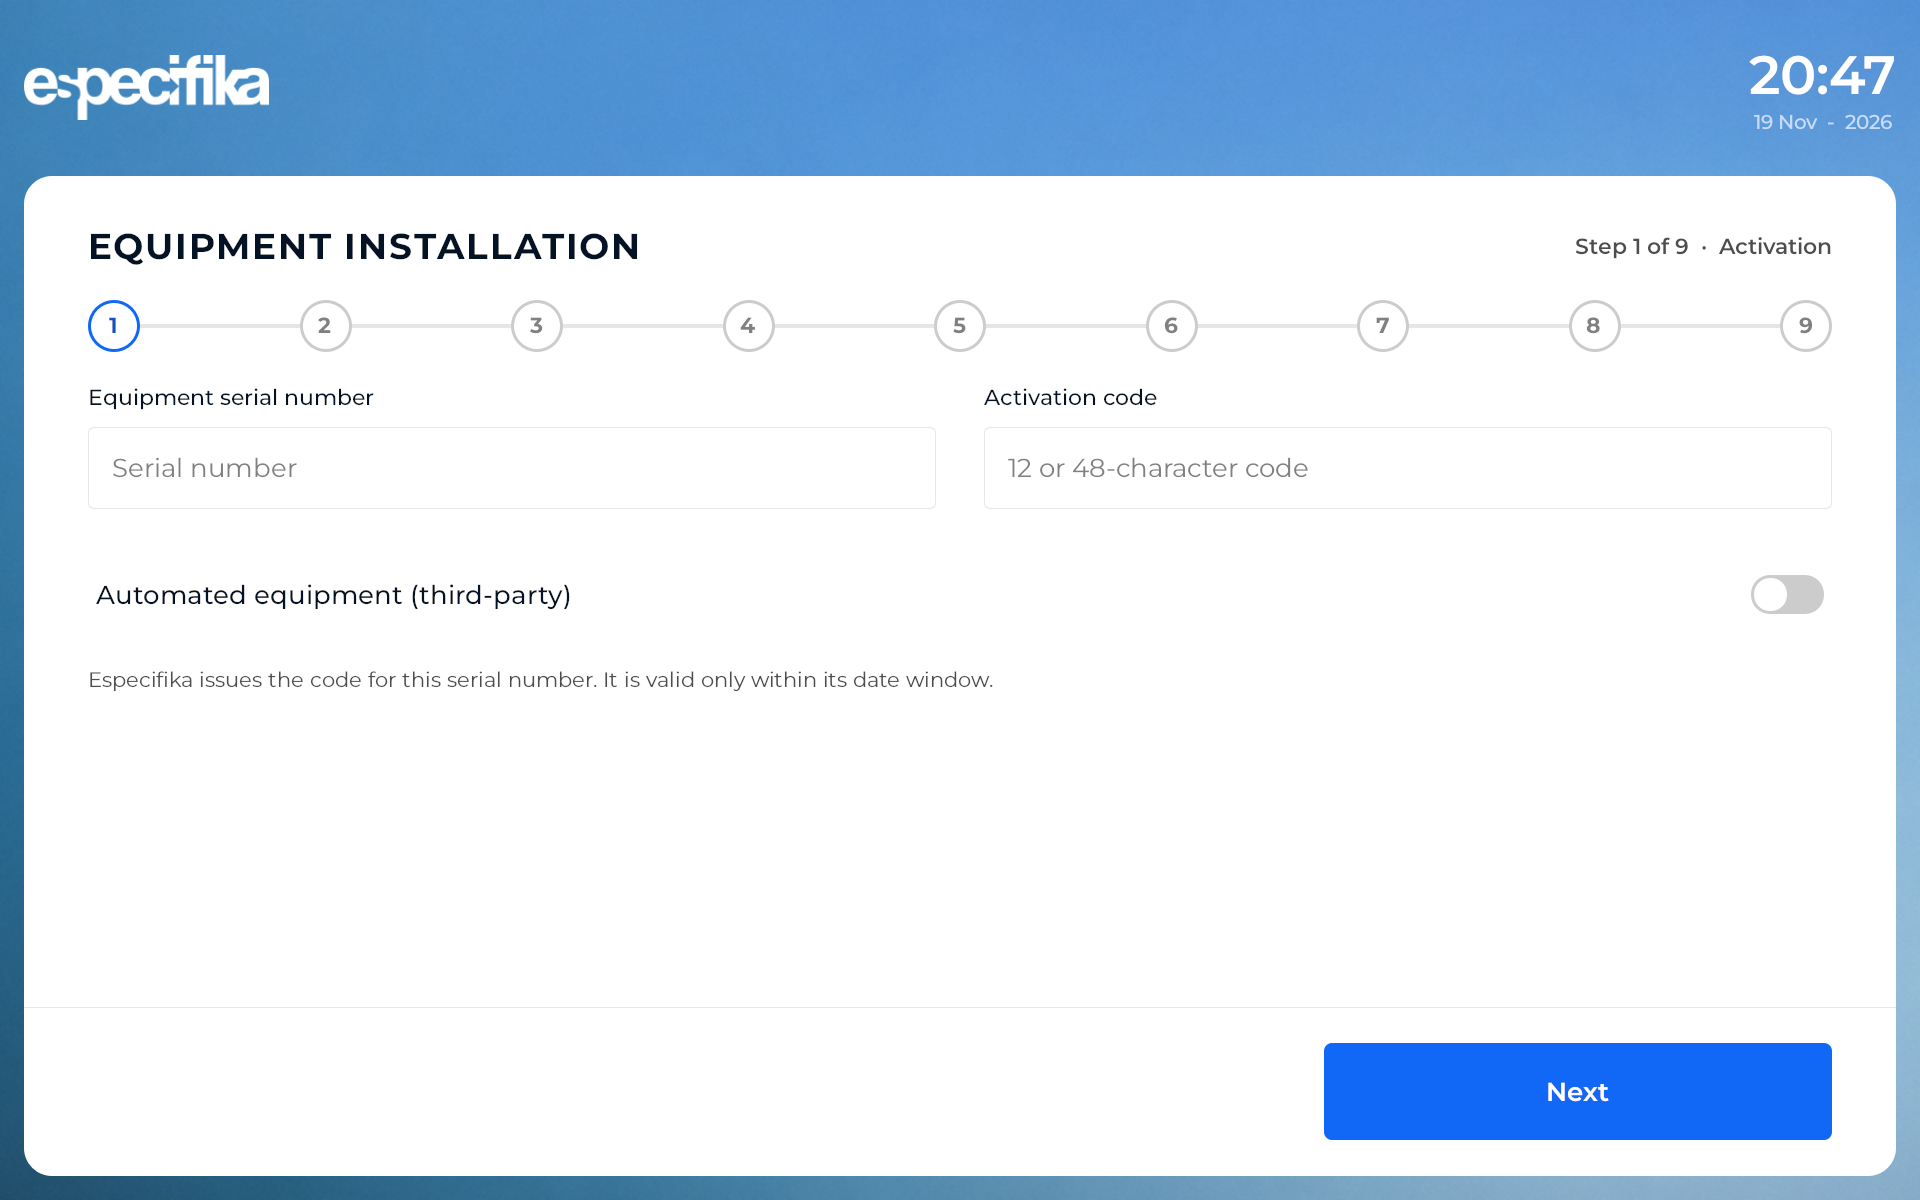 especifika
20:47
19 Nov - 2026
EQUIPMENT INSTALLATION
Step 1 of 9 · Activation
1 2 3 4 5 6 7 8 9
Equipment serial number
Activation code
Serial number
12 or 48-character code
Automated equipment (third-party)
Especifika issues the code for this serial number. It is valid only within its date window.
Next